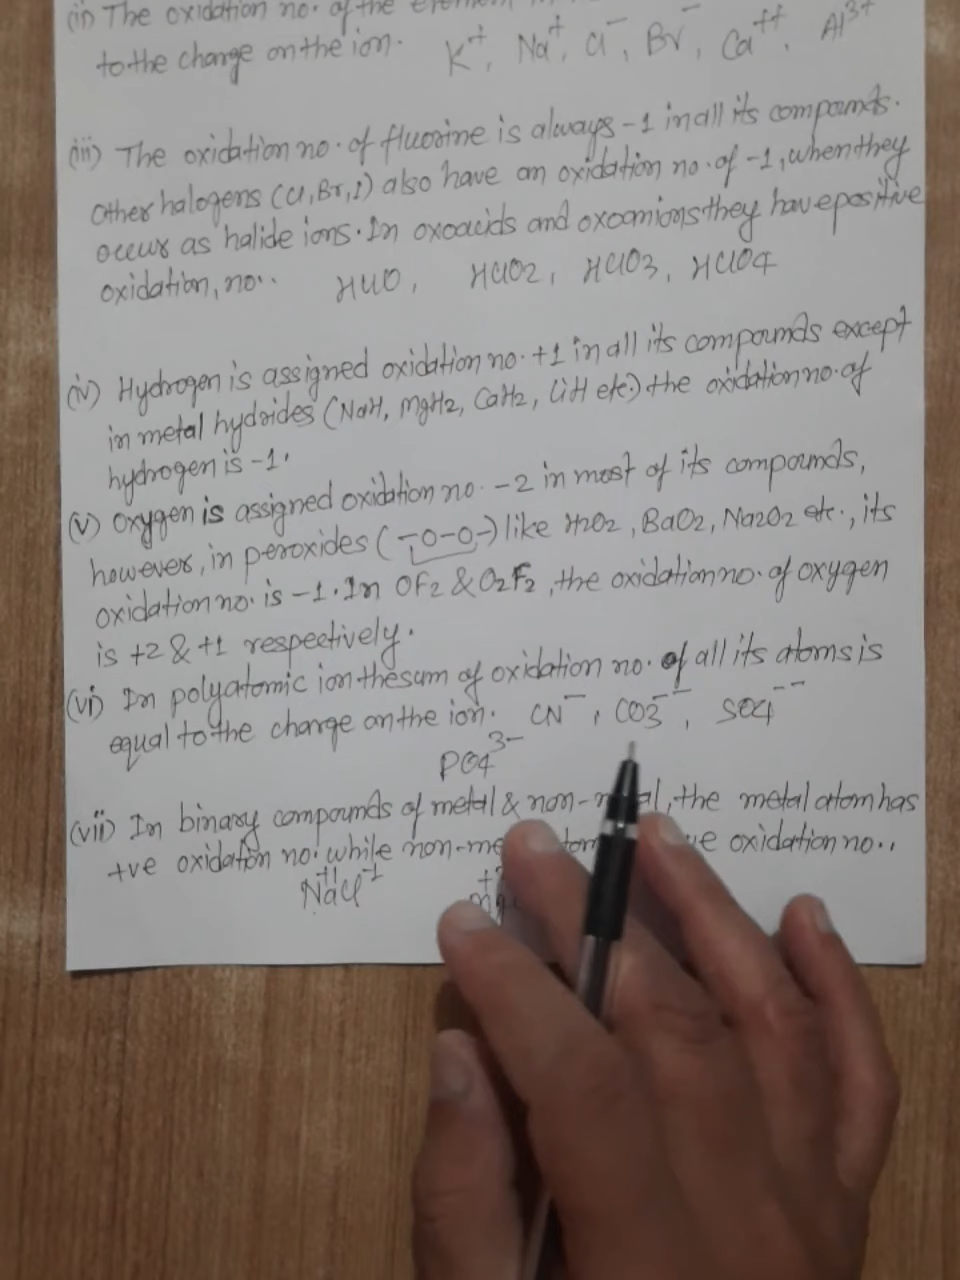 (ii) The oxidation no. of the element in
to the charge on the ion. K⁺, Na⁺, Cl⁻, Br⁻, Ca⁺⁺, Al³⁺
(iii) The oxidation no. of fluorine is always -1 in all its compounds.
Other halogens (Cl, Br, I) also have an oxidation no. of -1, when they
occur as halide ions. In oxoacids and oxoanions they have positive
oxidation, no.. HClO, HClO2, HClO3, HClO4
(iv) Hydrogen is assigned oxidation no. +1 in all its compounds except
in metal hydrides (NaH, MgH2, CaH2, LiH etc.) the oxidation no. of
hydrogen is -1.
(v) Oxygen is assigned oxidation no. -2 in most of its compounds,
however, in peroxides (-O-O-) like H2O2, BaO2, Na2O2 etc., its
oxidation no. is -1. In OF2 & O2F2, the oxidation no. of oxygen
is +2 & +1 respectively.
(vi) In polyatomic ion the sum of oxidation no. of all its atoms is
equal to the charge on the ion. CN⁻, CO3⁻⁻, SO4⁻⁻
PO4³⁻
(vii) In binary compounds of metal & non-metal, the metal atom has
+ve oxidation no. while non-me oxidation no..
+1 -1
NaCl Mg